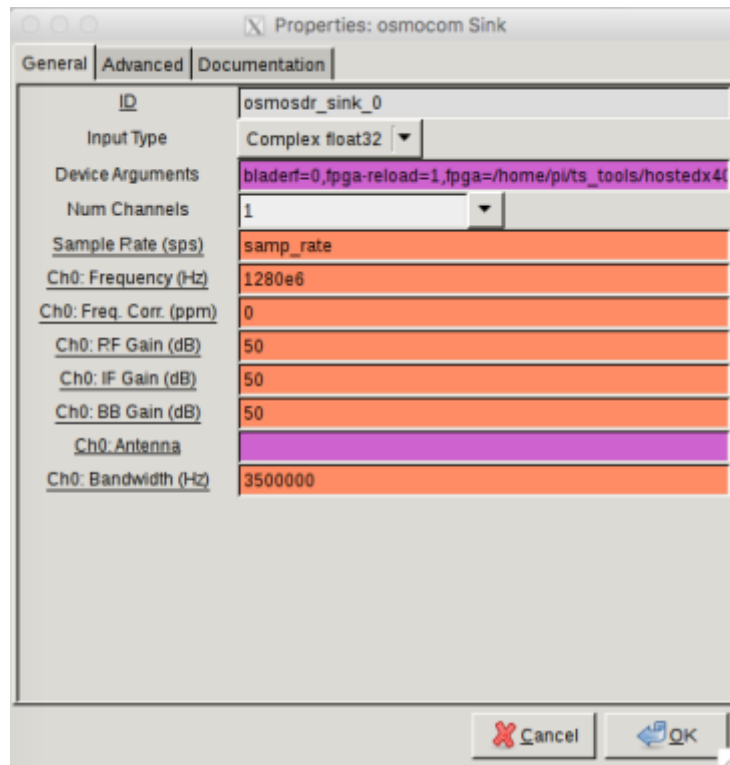 Properties: osmocom Sink
General Advanced Documentation
ID osmosdr_sink_0
Input Type Complex float32
Device Arguments bladerf=0,fpga-reload=1,fpga=/home/pi/ts_tools/hostedx40
Num Channels 1
Sample Rate (sps) samp_rate
Ch0: Frequency (Hz) 1280e6
Ch0: Freq. Corr. (ppm) 0
Ch0: RF Gain (dB) 50
Ch0: IF Gain (dB) 50
Ch0: BB Gain (dB) 50
Ch0: Antenna
Ch0: Bandwidth (Hz) 3500000
Cancel OK